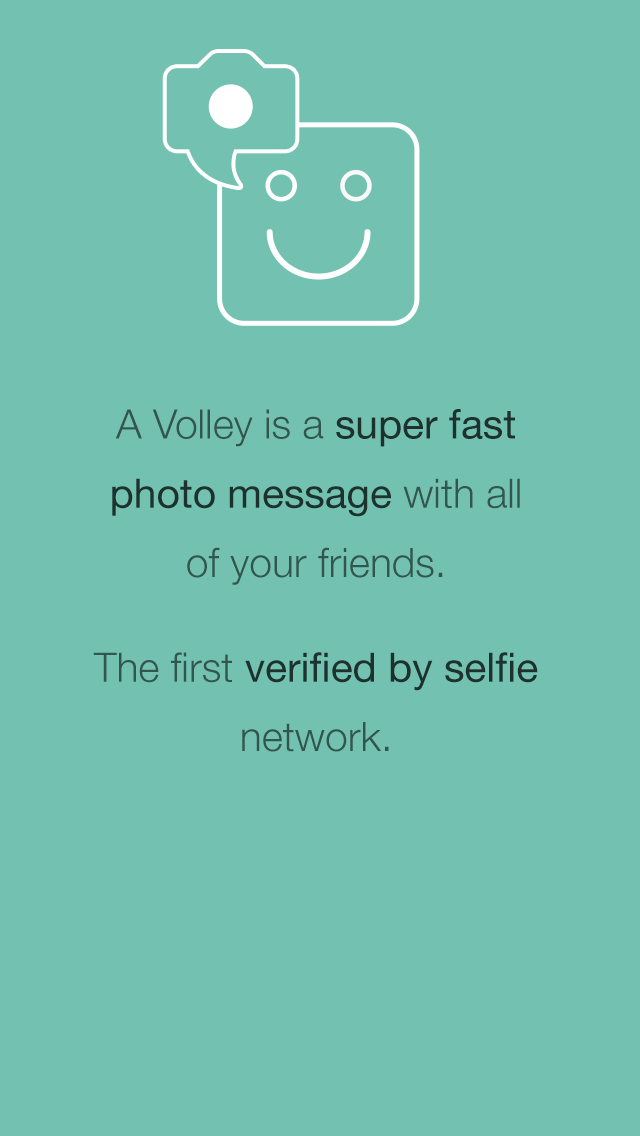 A Volley is a super fast
photo message with all
of your friends.
The first verified by selfie
network.